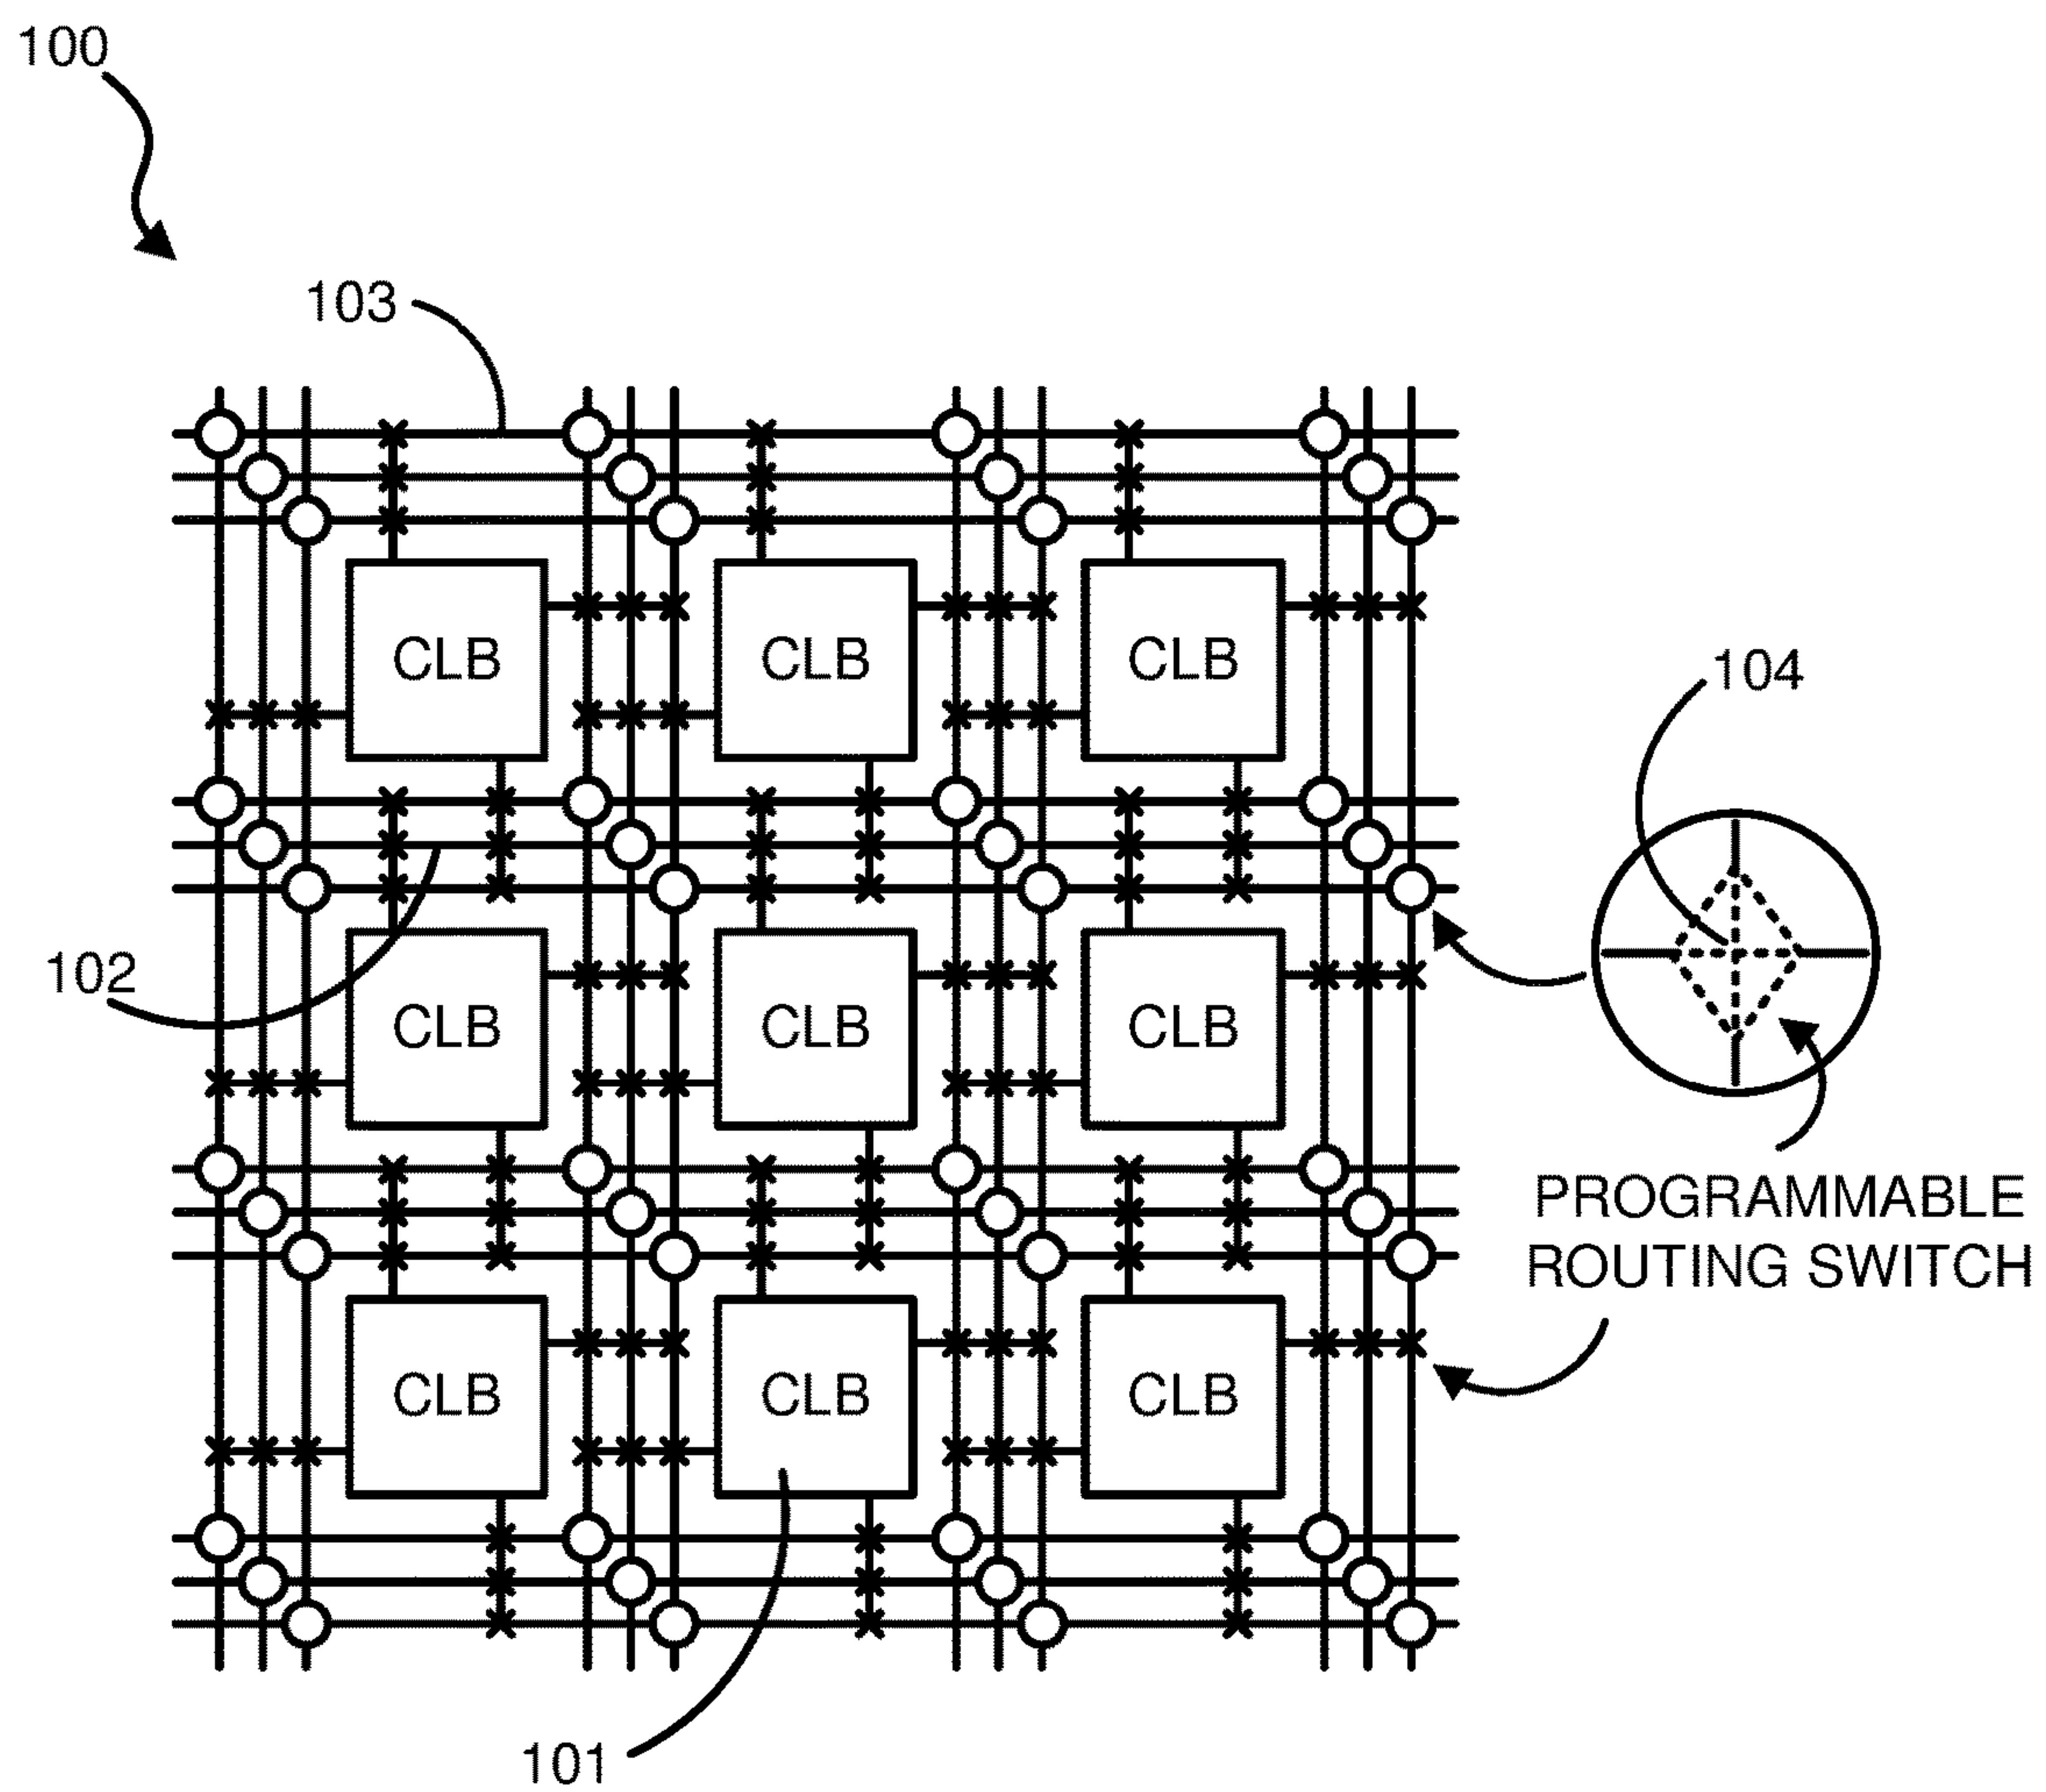 100
103
CLB CLB CLB
104
102
CLB CLB CLB
PROGRAMMABLE
ROUTING SWITCH
CLB CLB CLB
101